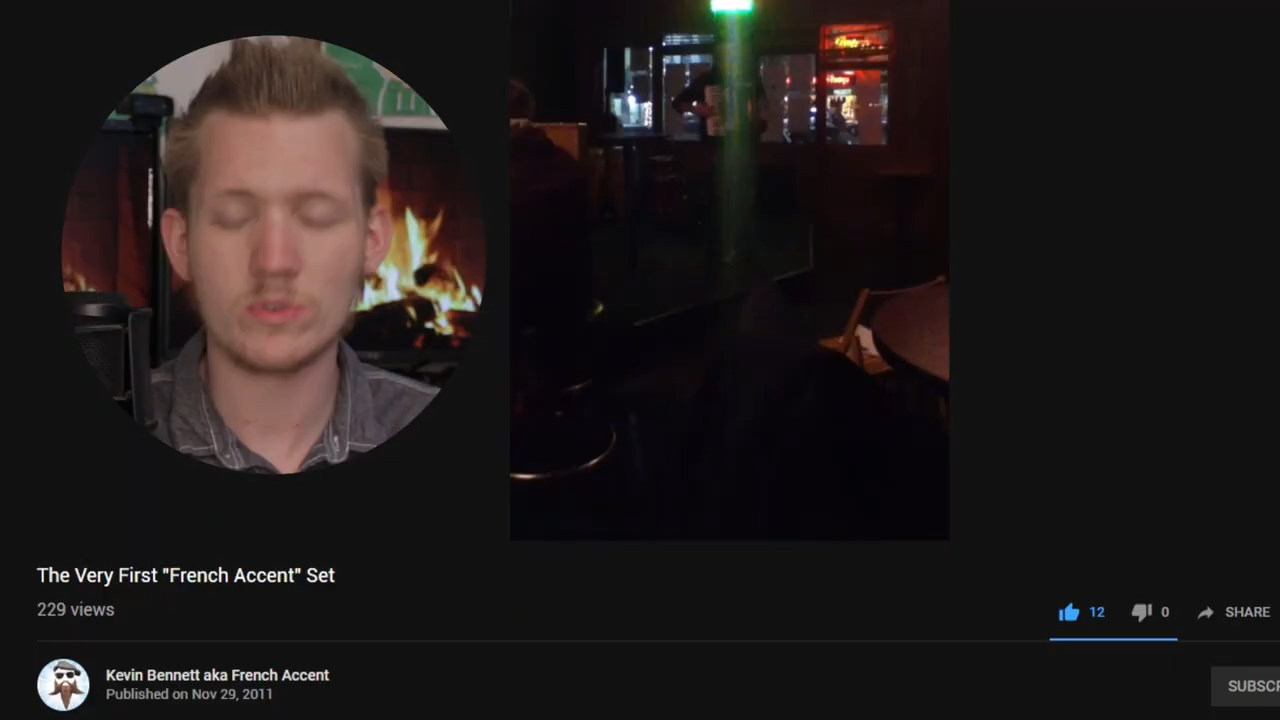 The Very First "French Accent" Set
229 views
12
0
SHARE
Kevin Bennett aka French Accent
Published on Nov 29, 2011
SUBSCR